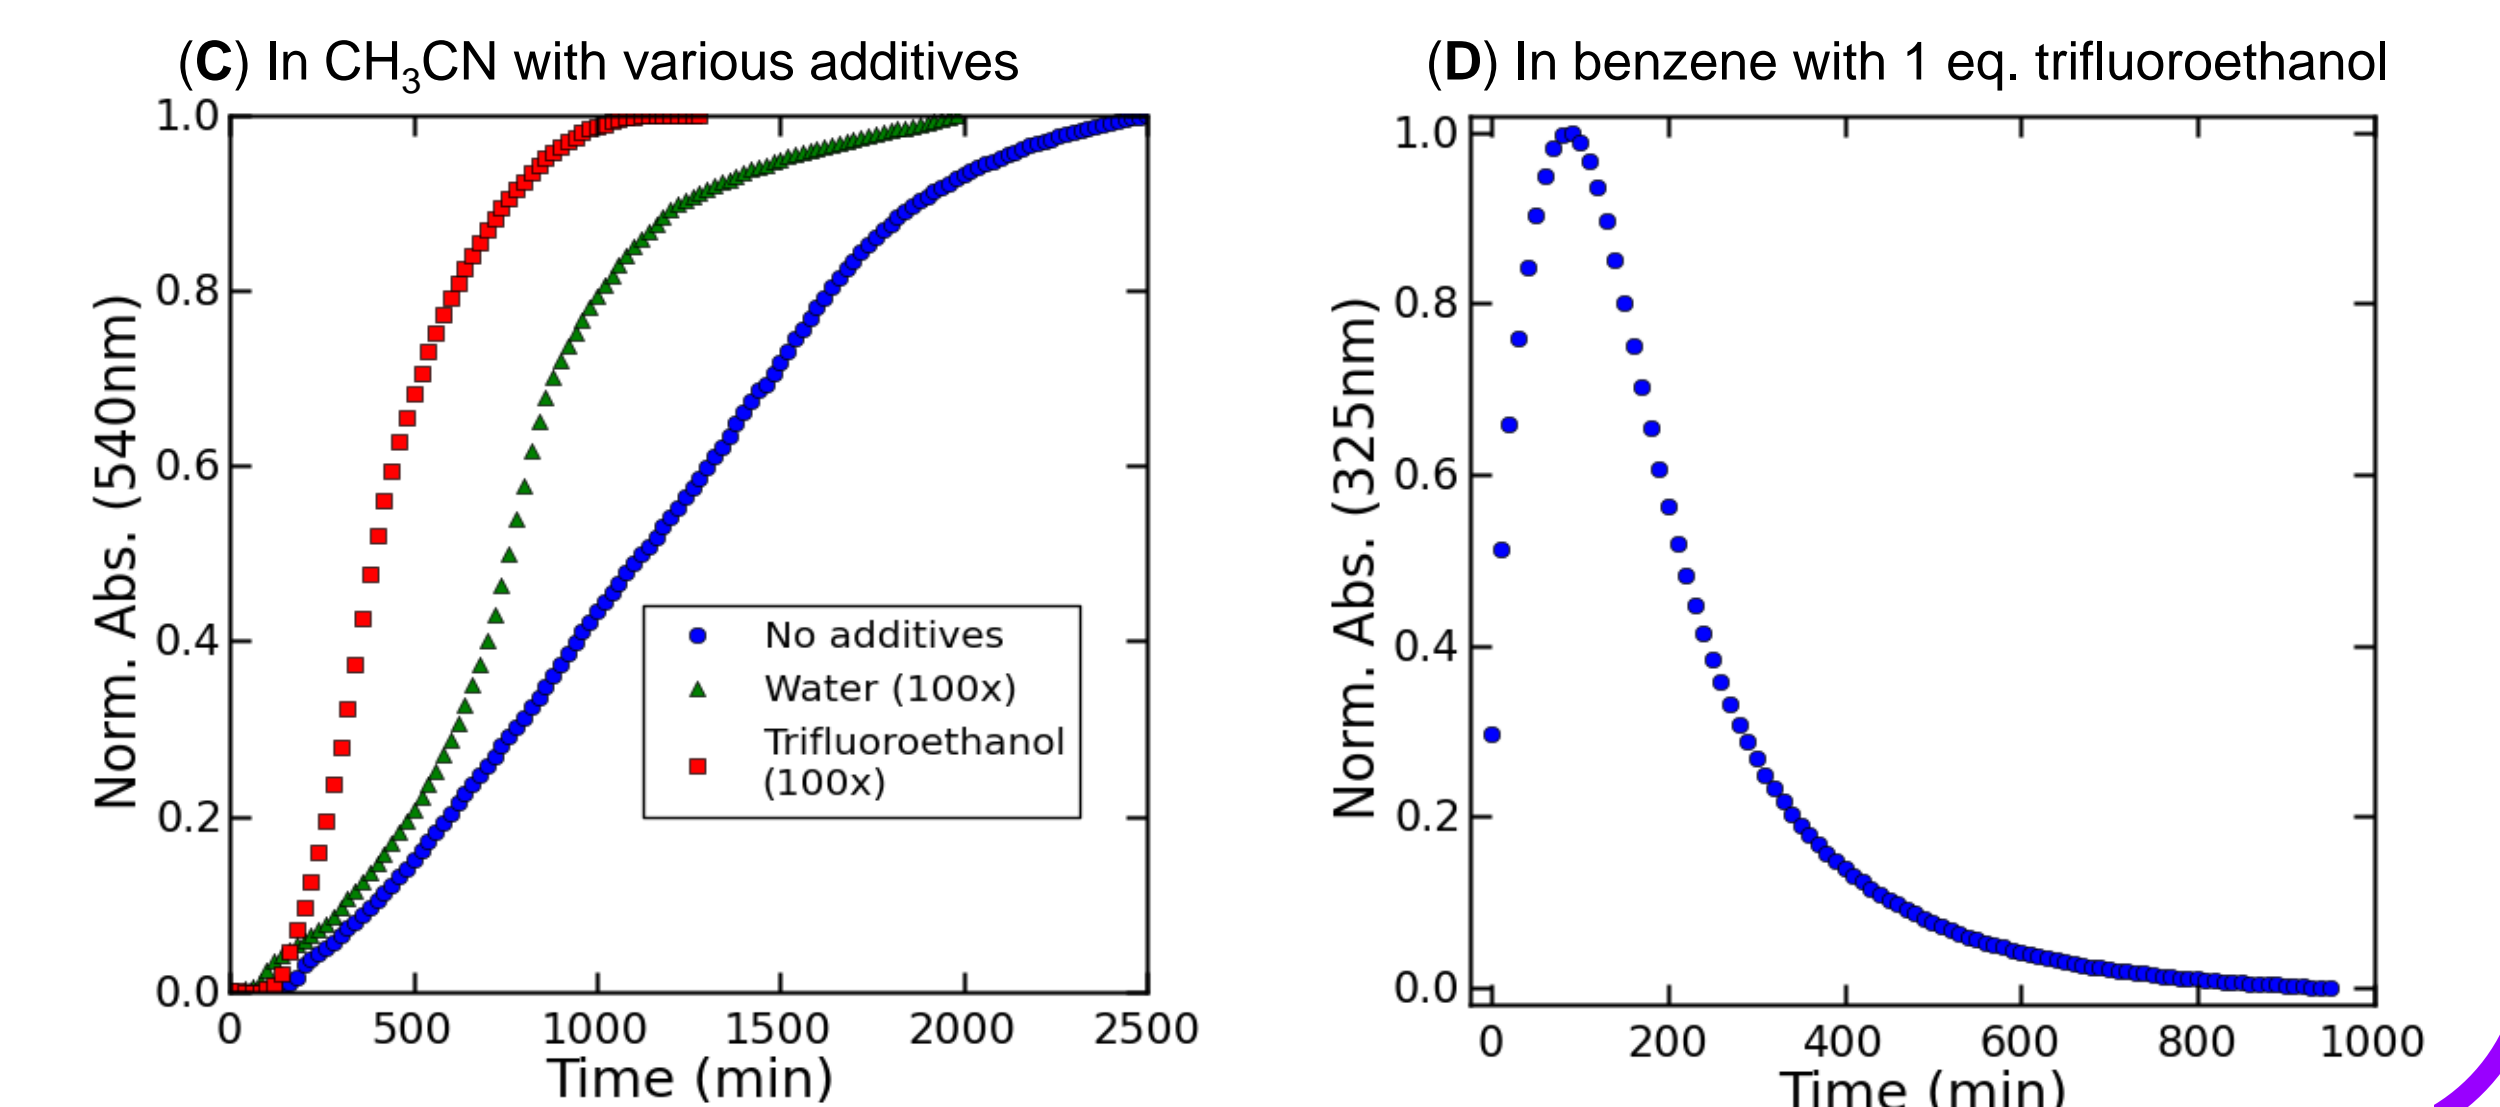 (C) In CH₃CN with various additives
1.0
0.8
0.6
0.4
0.2
0.0
Norm. Abs. (540nm)
No additives
Water (100x)
Trifluoroethanol
(100x)
0 500 1000 1500 2000 2500
Time (min)
(D) In benzene with 1 eq. trifluoroethanol
1.0
0.8
0.6
0.4
0.2
0.0
Norm. Abs. (325nm)
0 200 400 600 800 1000
Time (min)